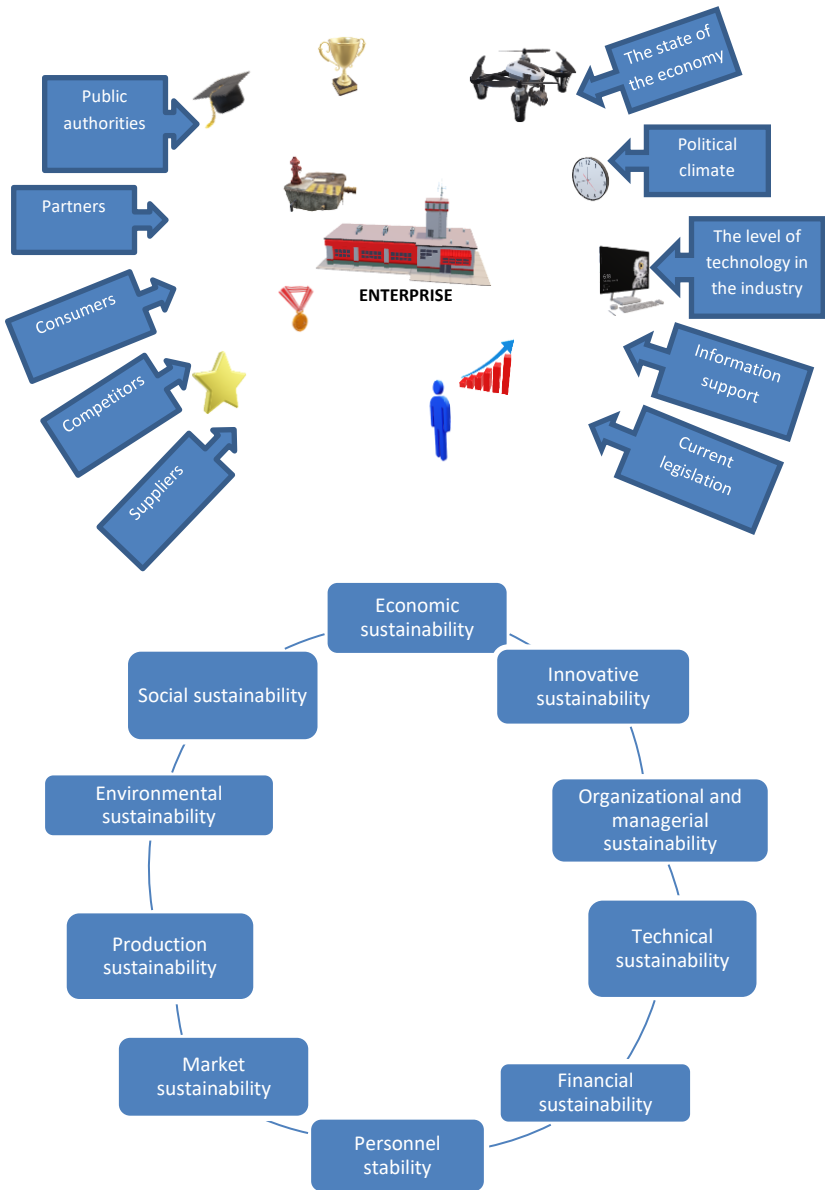 Public
authorities
Partners
Consumers
Competitors
Suppliers
ENTERPRISE
The state of
the economy
Political
climate
The level of
technology in
the industry
Information
support
Current
legislation
Economic
sustainability
Innovative
sustainability
Organizational and
managerial
sustainability
Technical
sustainability
Financial
sustainability
Personnel
stability
Market
sustainability
Production
sustainability
Environmental
sustainability
Social sustainability